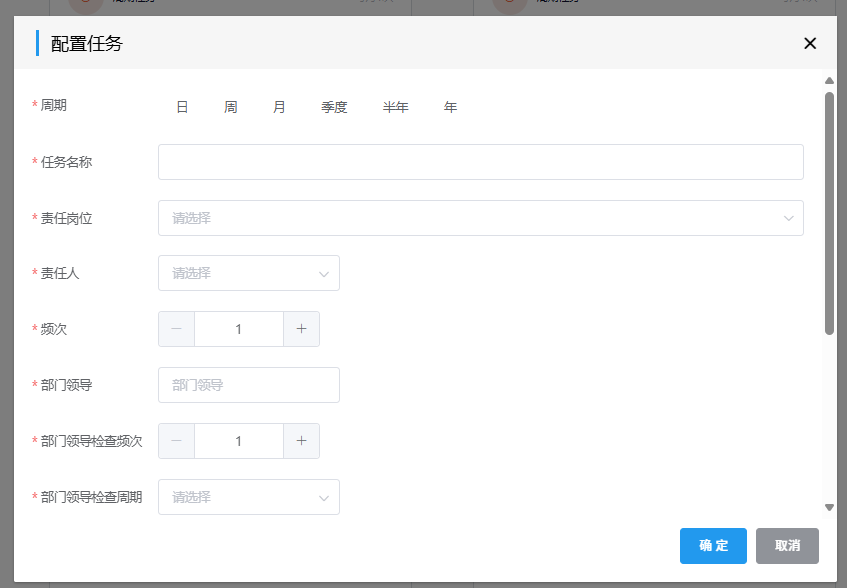 配置任务
* 周期 日 周 月 季度 半年 年
* 任务名称
* 责任岗位 请选择
* 责任人 请选择
* 频次 1
* 部门领导 部门领导
* 部门领导检查频次 1
* 部门领导检查周期 请选择
确 定 取消